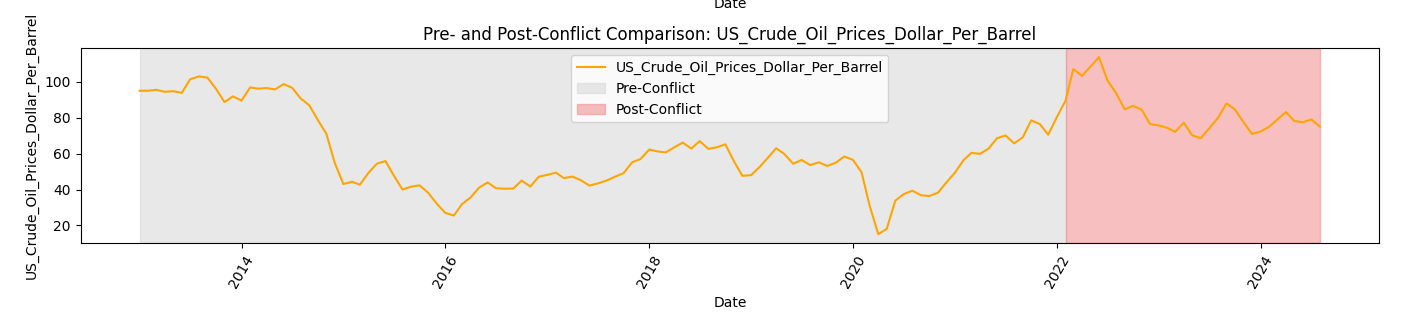 Date
Pre- and Post-Conflict Comparison: US_Crude_Oil_Prices_Dollar_Per_Barrel
US_Crude_Oil_Prices_Dollar_Per_Barrel
100
80
60
40
20
US_Crude_Oil_Prices_Dollar_Per_Barrel
Pre-Conflict
Post-Conflict
2014
2016
2018
2020
2022
2024
Date